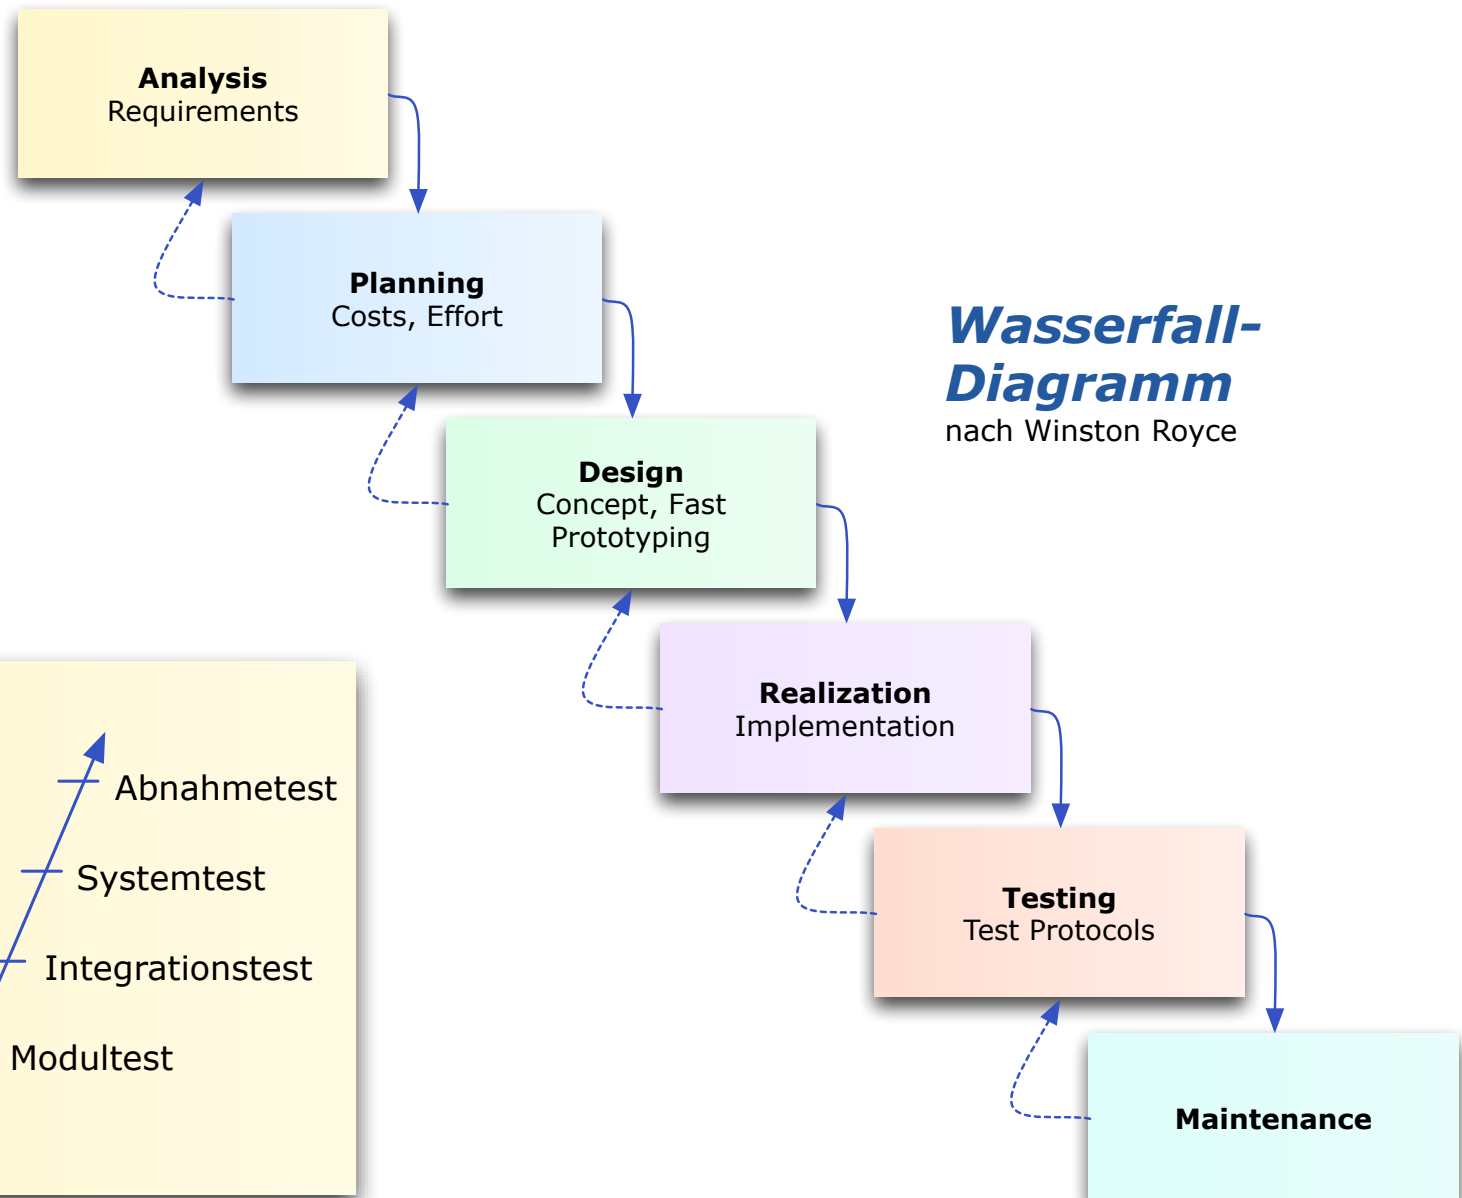 Analysis
Requirements
Planning
Costs, Effort
Wasserfall-
Diagramm
nach Winston Royce
Design
Concept, Fast
Prototyping
Realization
Implementation
Abnahmetest
Systemtest
Integrationstest
Modultest
Testing
Test Protocols
Maintenance